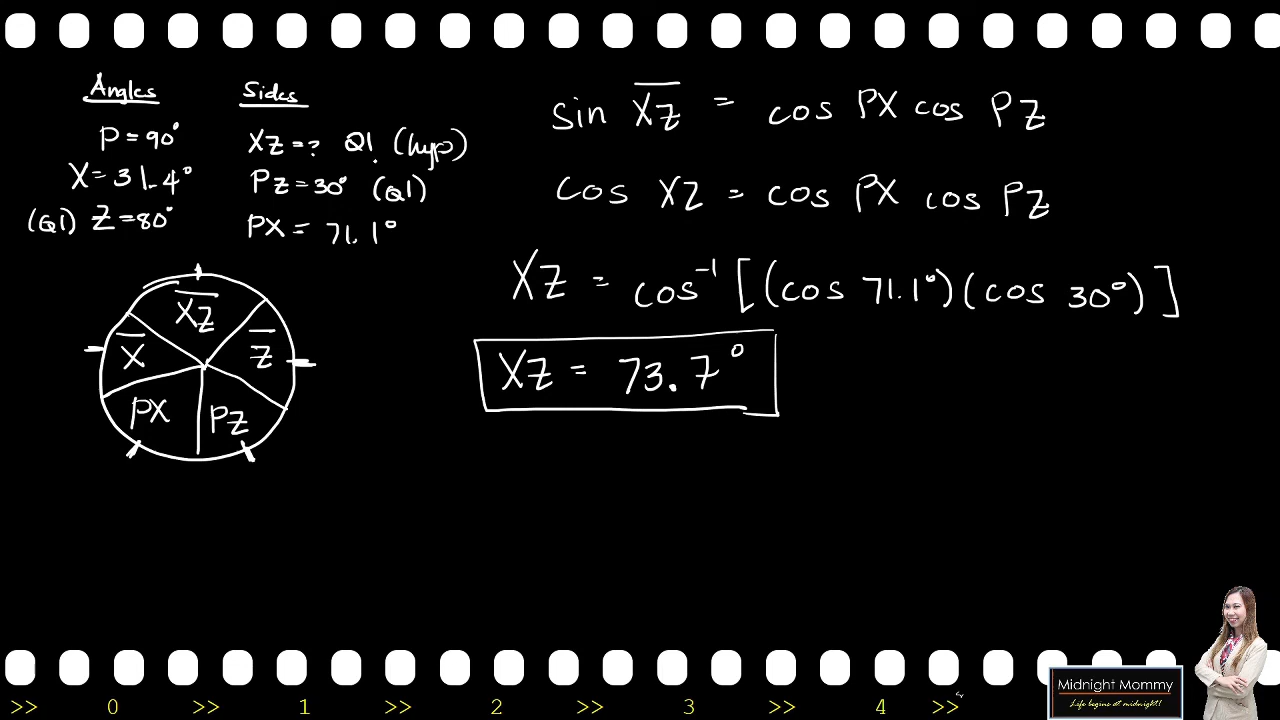 Angles
P = 90°
X = 31.4°
(Q1) Z = 80°
Sides
XZ = ? Q1. (hyp)
PZ = 30° (Q1)
PX = 71.1°
X̅Z̅
X̅
Z̅
PX
PZ
sin X̅Z̅ = cos PX cos PZ
cos XZ = cos PX cos PZ
XZ = cos⁻¹ [(cos 71.1°)(cos 30°)]
XZ = 73.7°
Midnight Mommy
Life begins at midnight!!
>> 0 >> 1 >> 2 >> 3 >> 4 >>